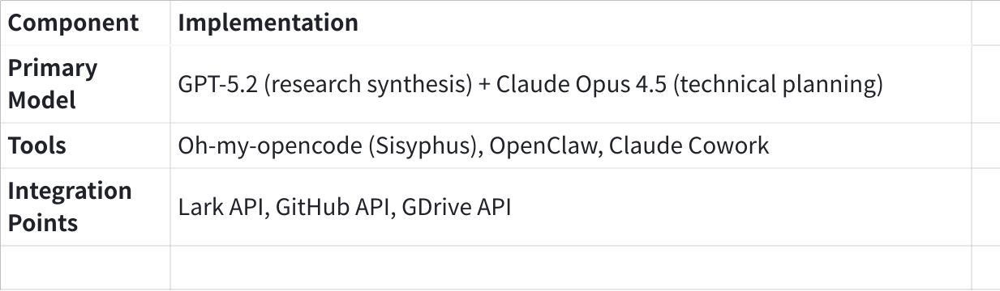 Component Implementation
Primary
Model
GPT-5.2 (research synthesis) + Claude Opus 4.5 (technical planning)
Tools Oh-my-opencode (Sisyphus), OpenClaw, Claude Cowork
Integration
Points
Lark API, GitHub API, GDrive API